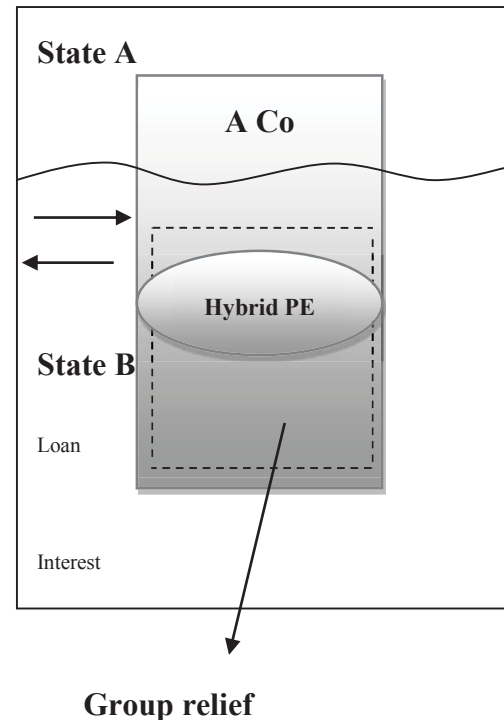 State A
A Co
Hybrid PE
State B
Loan
Interest
Group relief